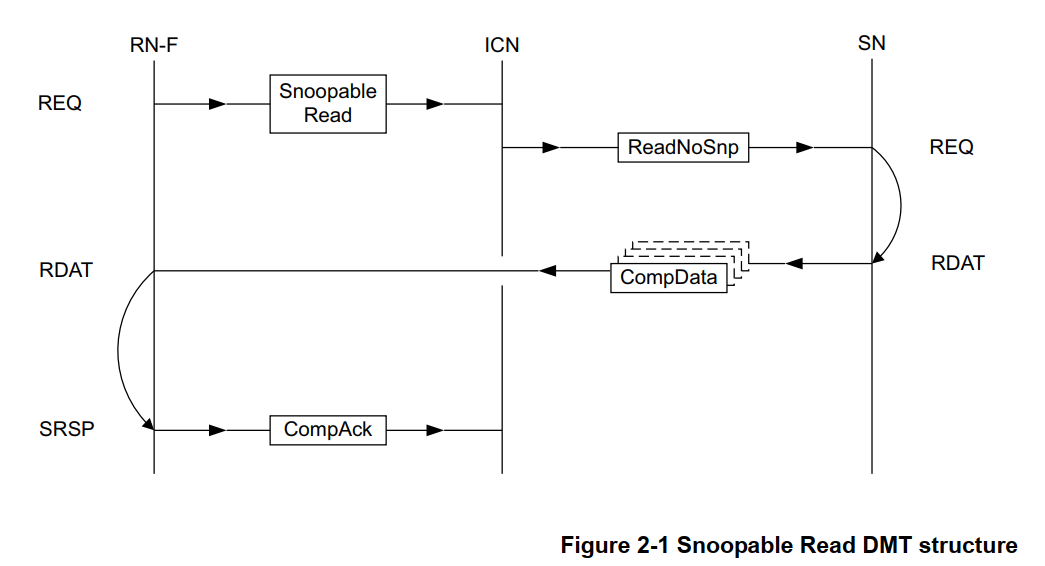 RN-F ICN SN
REQ
Snoopable
Read
ReadNoSnp
REQ
RDAT
CompData
RDAT
SRSP
CompAck
Figure 2-1 Snoopable Read DMT structure